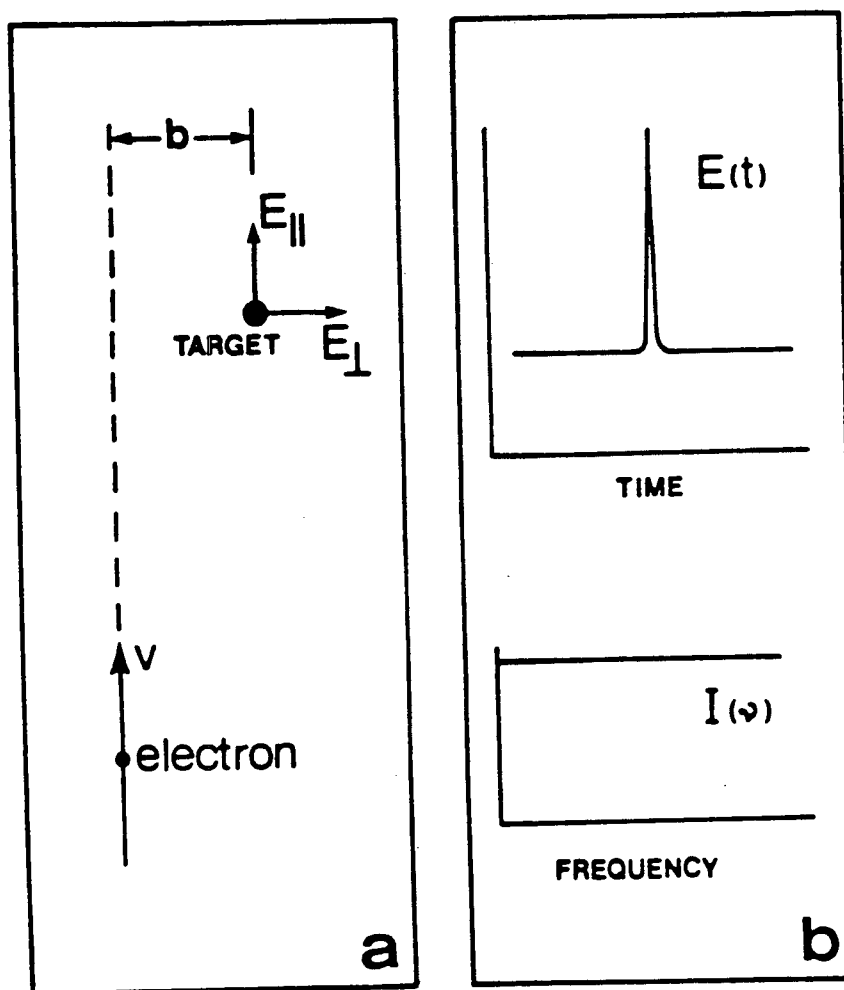 b
E||
TARGET
E⊥
v
electron
a
E(t)
TIME
I(ν)
FREQUENCY
b